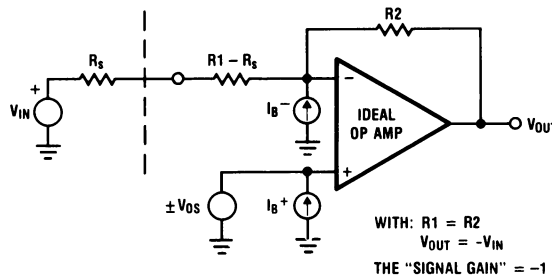 R2
Rs
R1 – Rs
+
VIN
–
IB–
IDEAL
OP AMP
VOUT
+
±VOS
IB+
WITH: R1 = R2
VOUT = -VIN
THE "SIGNAL GAIN" = –1